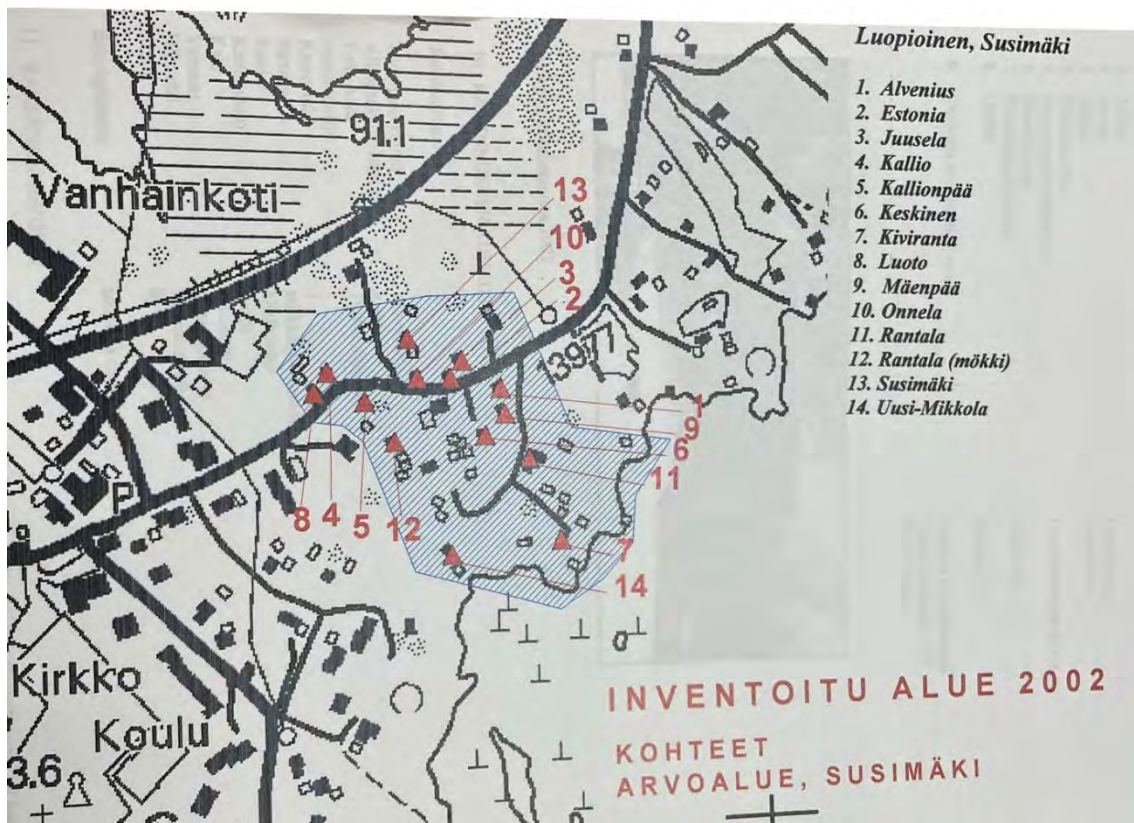 Luopioinen, Susimäki
1. Alvenius
2. Estonia
3. Juusela
4. Kallio
5. Kallionpää
6. Keskinen
7. Kiviranta
8. Luoto
9. Mäenpää
10. Onnela
11. Rantala
12. Rantala (mökki)
13. Susimäki
14. Uusi-Mikkola
91.1
Vanhainkoti
13
10
3
2
1
9
6
11
8
4
5
12
7
14
P
Kirkko
Koulu
3.6
INVENTOITU ALUE 2002
KOHTEET
ARVOALUE, SUSIMÄKI